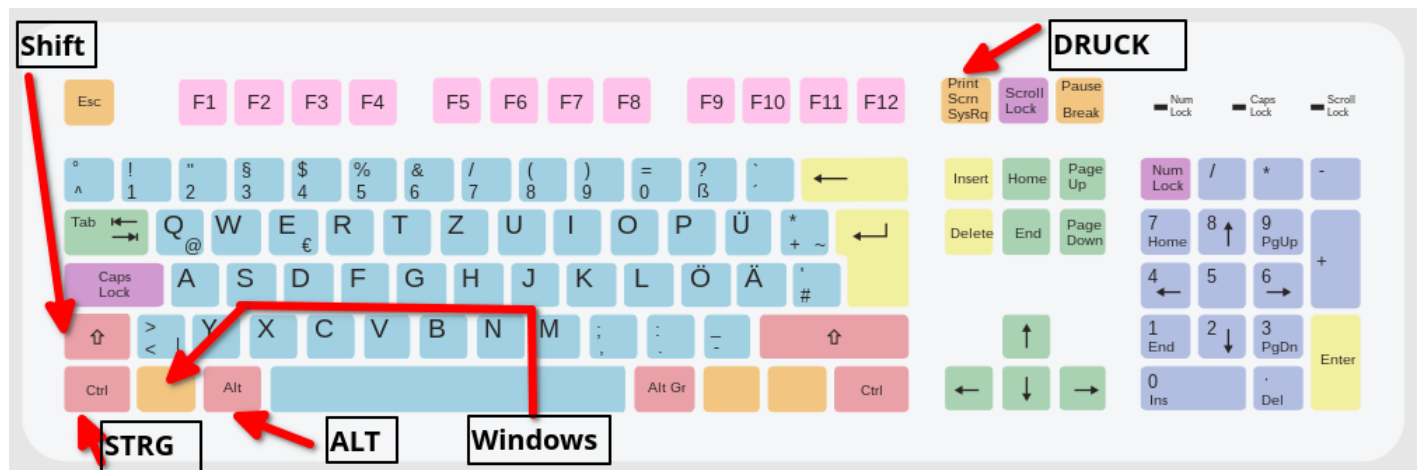 Shift
DRUCK
Esc F1 F2 F3 F4 F5 F6 F7 F8 F9 F10 F11 F12
Print
Scrn
SysRq
Scroll
Lock
Pause
Break
Num
Lock
Caps
Lock
Scroll
Lock
° ! " § $ % & / ( ) = ? `
^ 1 2 3 4 5 6 7 8 9 0 ß ´
Insert Home Page
Up
Num
Lock
/ * -
Tab Q W E R T Z U I O P Ü *
@ € + ~
Delete End Page
Down
7 8 9
Home PgUp
+
Caps
Lock
A S D F G H J K L Ö Ä '
#
4 5 6
> Y X C V B N M ; : _
< | , . -
1 2 3
End PgDn
Enter
Ctrl Alt Alt Gr Ctrl
0 .
Ins Del
STRG ALT Windows